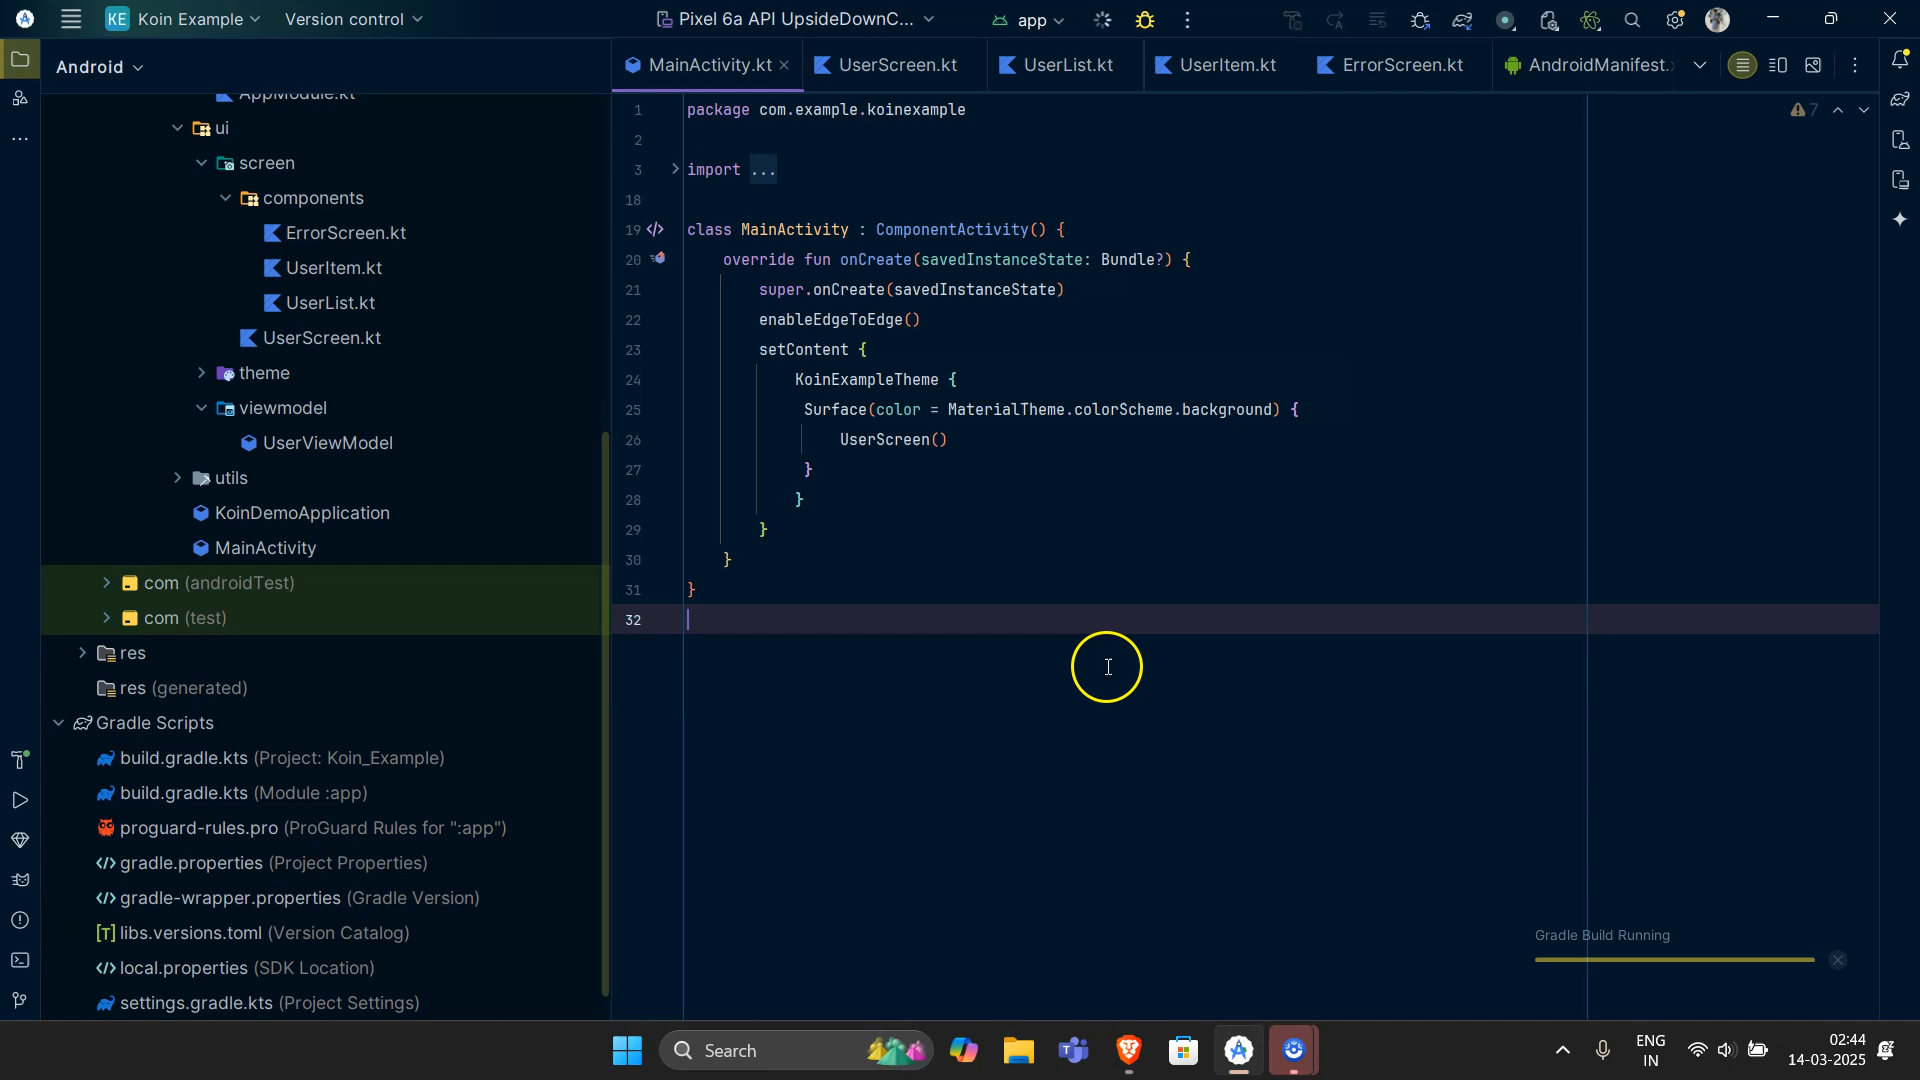 KE Koin Example Version control Pixel 6a API UpsideDownC... app
Android
MainActivity.kt UserScreen.kt UserList.kt UserItem.kt ErrorScreen.kt AndroidManifest.
AppModule.kt
ui
screen
components
ErrorScreen.kt
UserItem.kt
UserList.kt
UserScreen.kt
theme
viewmodel
UserViewModel
utils
KoinDemoApplication
MainActivity
com (androidTest)
com (test)
res
res (generated)
Gradle Scripts
build.gradle.kts (Project: Koin_Example)
build.gradle.kts (Module :app)
proguard-rules.pro (ProGuard Rules for ":app")
gradle.properties (Project Properties)
gradle-wrapper.properties (Gradle Version)
libs.versions.toml (Version Catalog)
local.properties (SDK Location)
settings.gradle.kts (Project Settings)
1 package com.example.koinexample
7
2
3 import ...
18
19 class MainActivity : ComponentActivity() {
20 override fun onCreate(savedInstanceState: Bundle?) {
21 super.onCreate(savedInstanceState)
22 enableEdgeToEdge()
23 setContent {
24 KoinExampleTheme {
25 Surface(color = MaterialTheme.colorScheme.background) {
26 UserScreen()
27 }
28 }
29 }
30 }
31 }
32
Gradle Build Running
Search
ENG
IN
02:44
14-03-2025